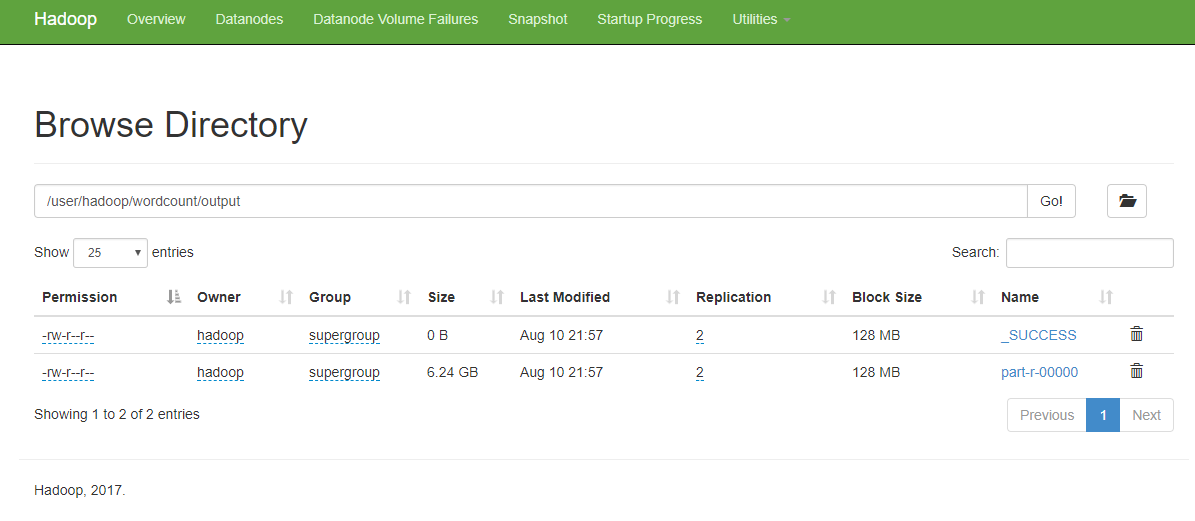 Hadoop Overview Datanodes Datanode Volume Failures Snapshot Startup Progress Utilities
Browse Directory
/user/hadoop/wordcount/output Go!
Show 25 entries Search:
Permission Owner Group Size Last Modified Replication Block Size Name
-rw-r--r-- hadoop supergroup 0 B Aug 10 21:57 2 128 MB _SUCCESS
-rw-r--r-- hadoop supergroup 6.24 GB Aug 10 21:57 2 128 MB part-r-00000
Showing 1 to 2 of 2 entries Previous 1 Next
Hadoop, 2017.